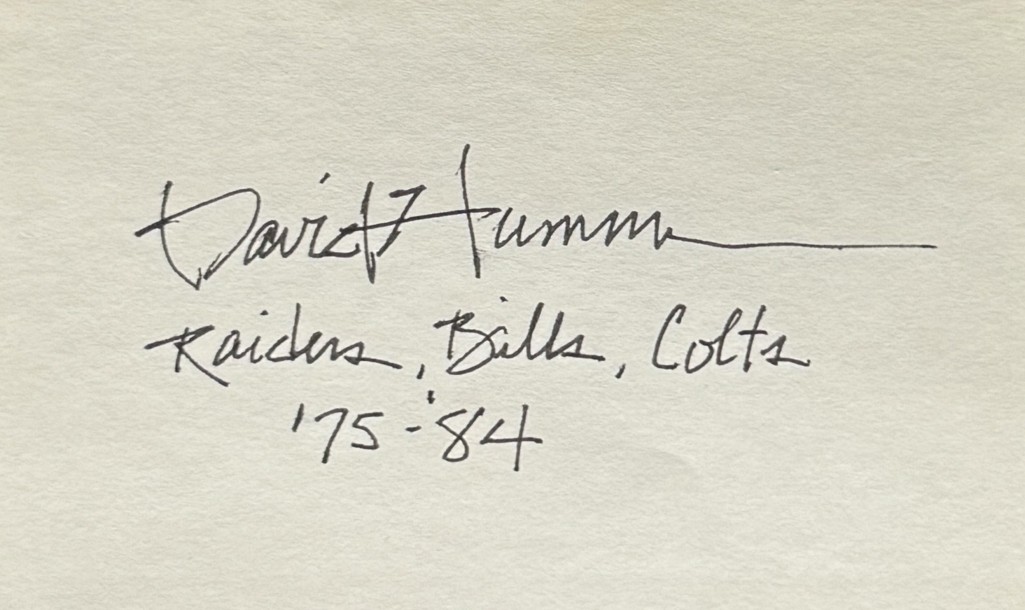 David Humm
Raiders, Bills, Colts
'75-'84